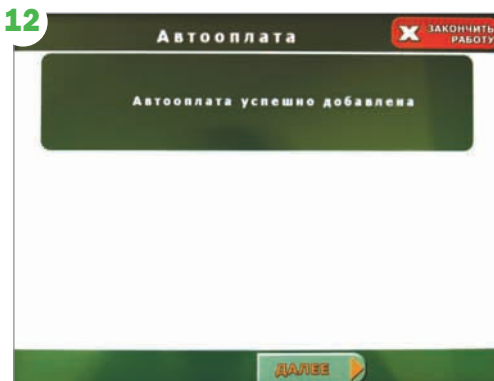 12
Автооплата
X ЗАКОНЧИТЬ
РАБОТУ
Автооплата успешно добавлена
ДАЛЕЕ